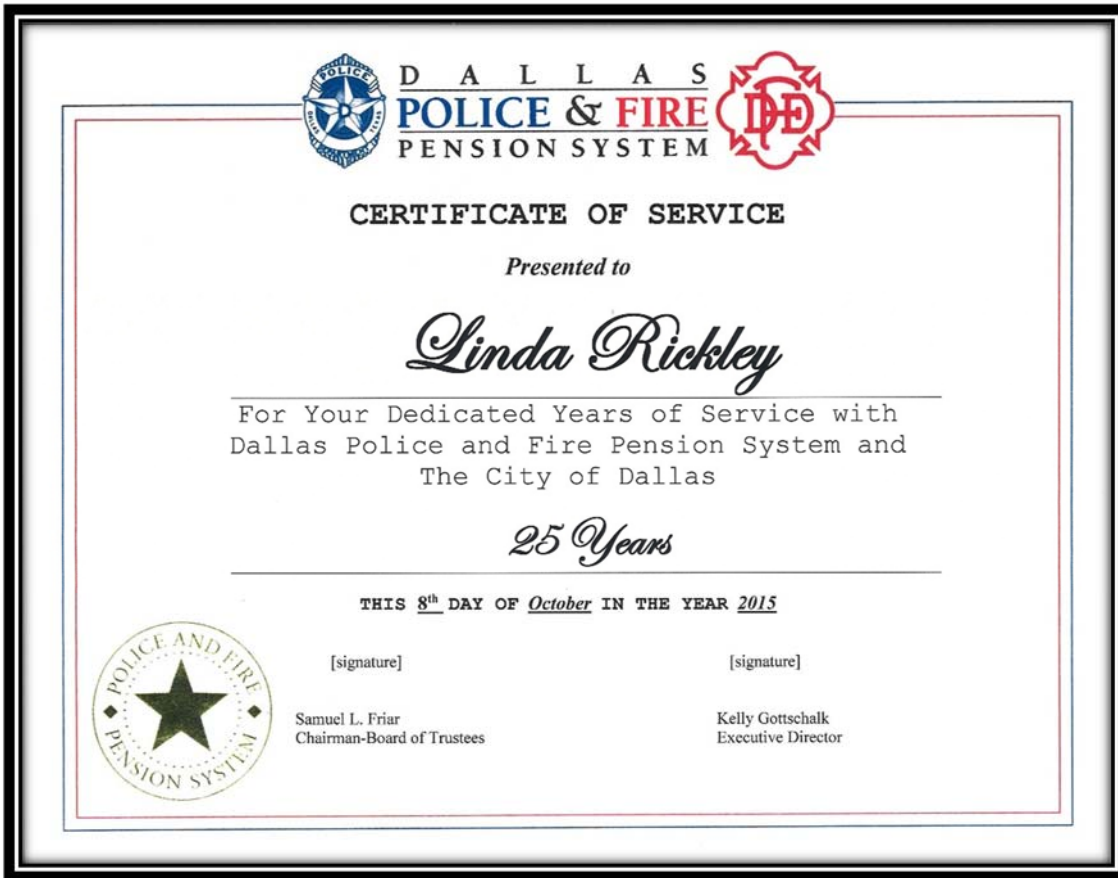 DALLAS
POLICE & FIRE
PENSION SYSTEM
POLICE
D
DALLAS
TEXAS
DFD
CERTIFICATE OF SERVICE
Presented to
Linda Rickley
For Your Dedicated Years of Service with
Dallas Police and Fire Pension System and
The City of Dallas
25 Years
THIS 8th DAY OF October IN THE YEAR 2015
[signature]
[signature]
Samuel L. Friar
Chairman-Board of Trustees
Kelly Gottschalk
Executive Director
POLICE AND FIRE
PENSION SYSTEM